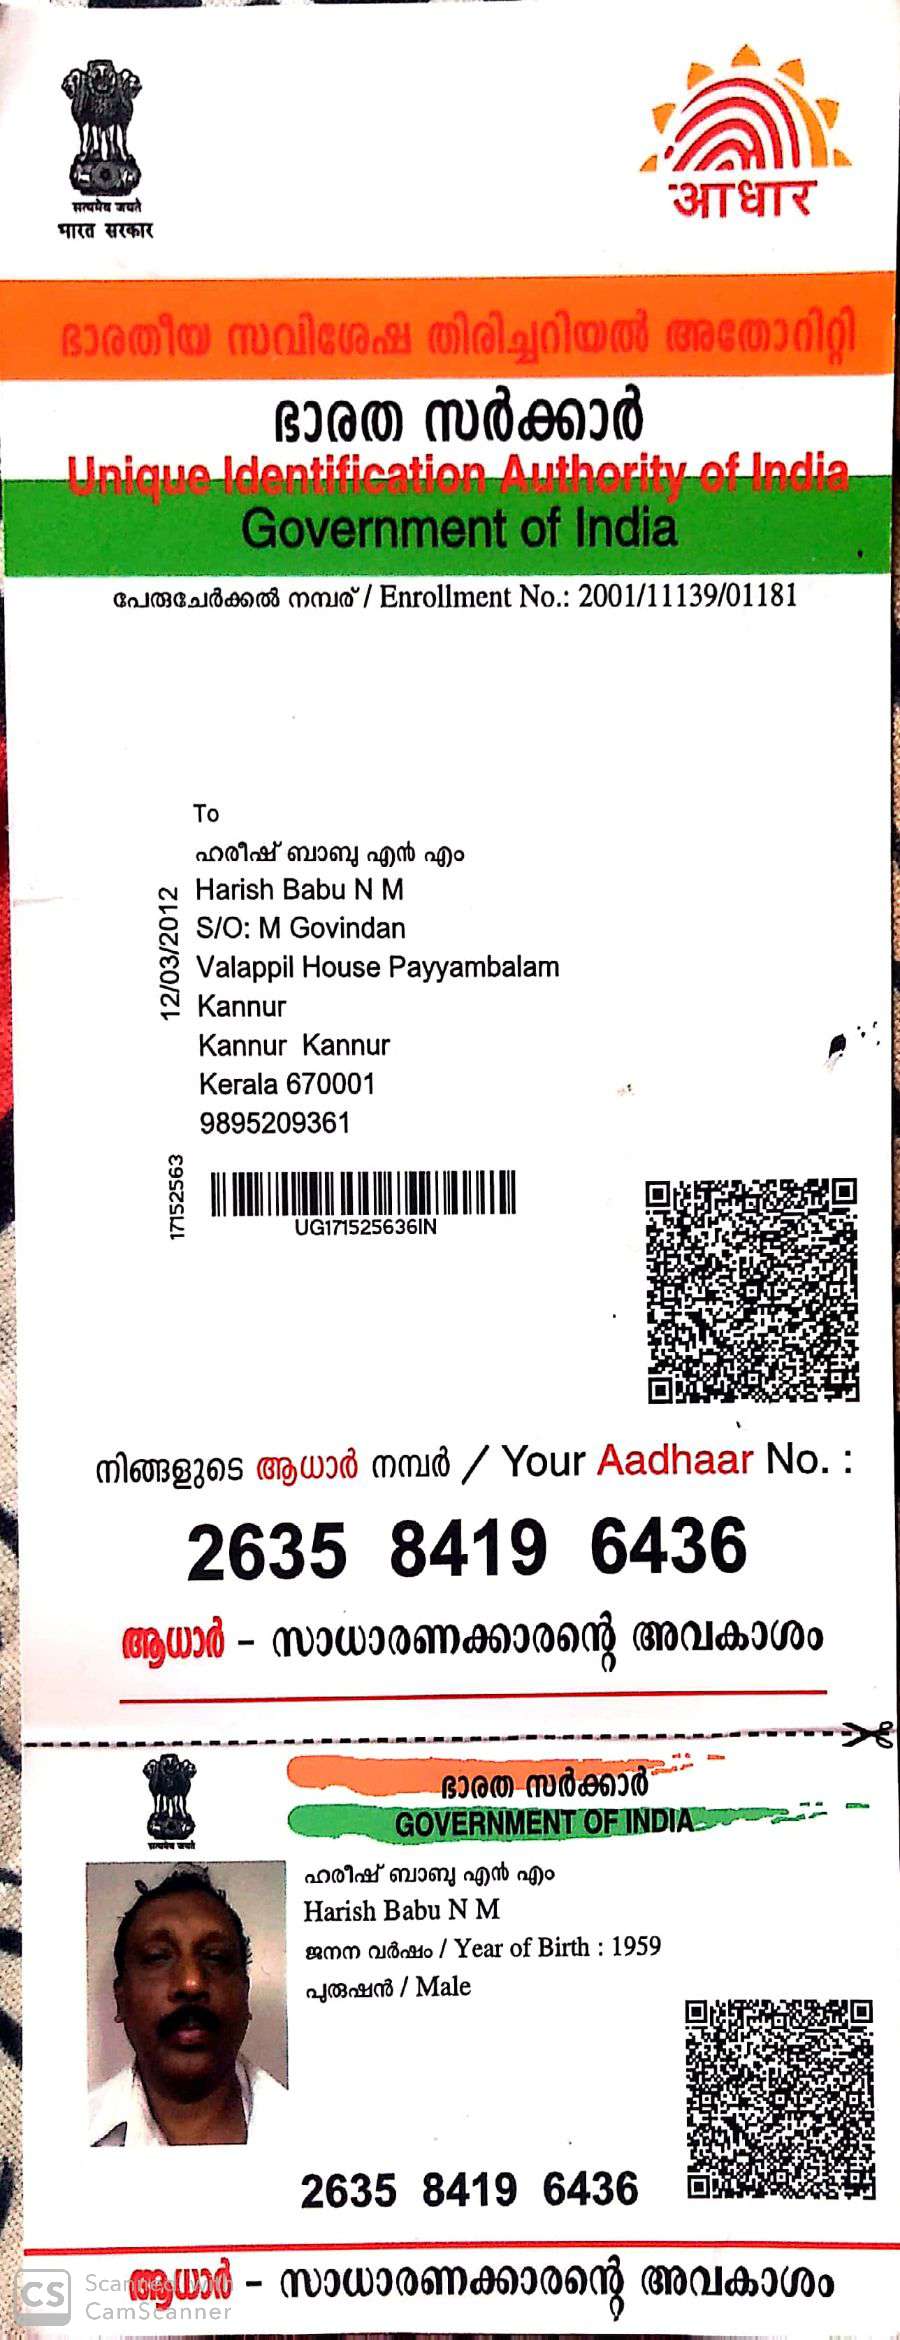 सत्यमेव जयते
भारत सरकार
आधार
ഭാരതീയ സവിശേഷ തിരിച്ചറിയൽ അതോറിറ്റി
ഭാരത സർക്കാർ
Unique Identification Authority of India
Government of India
പേരുചേർക്കൽ നമ്പര് / Enrollment No.: 2001/11139/01181
To
ഹരീഷ് ബാബു എൻ എം
Harish Babu N M
S/O: M Govindan
Valappil House Payyambalam
Kannur
Kannur Kannur
Kerala 670001
9895209361
12/03/2012
17152563
UG171525636IN
നിങ്ങളുടെ ആധാർ നമ്പർ / Your Aadhaar No. :
2635 8419 6436
ആധാർ - സാധാരണക്കാരന്റെ അവകാശം
ഭാരത സർക്കാർ
GOVERNMENT OF INDIA
ഹരീഷ് ബാബു എൻ എം
Harish Babu N M
ജനന വർഷം / Year of Birth : 1959
പുരുഷൻ / Male
2635 8419 6436
ആധാർ - സാധാരണക്കാരന്റെ അവകാശം
CS Scanned with
CamScanner